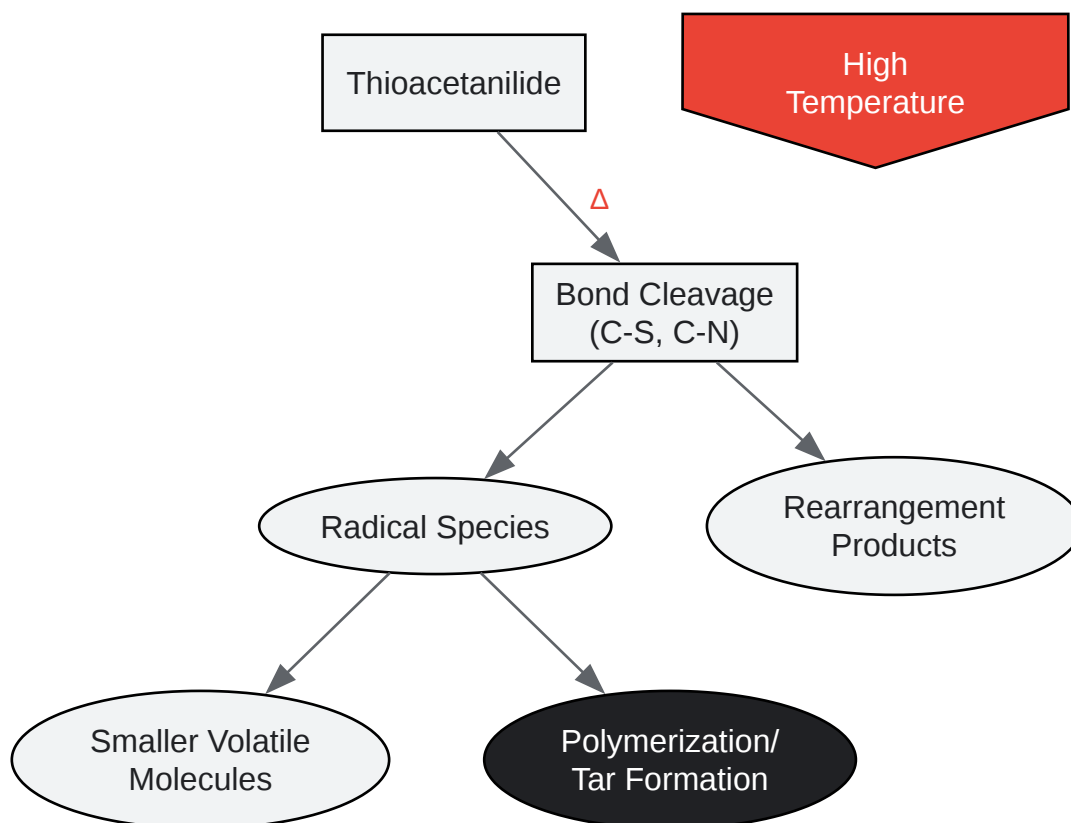 Thioacetanilide
High
Temperature
Δ
Bond Cleavage
(C-S, C-N)
Radical Species
Rearrangement
Products
Smaller Volatile
Molecules
Polymerization/
Tar Formation